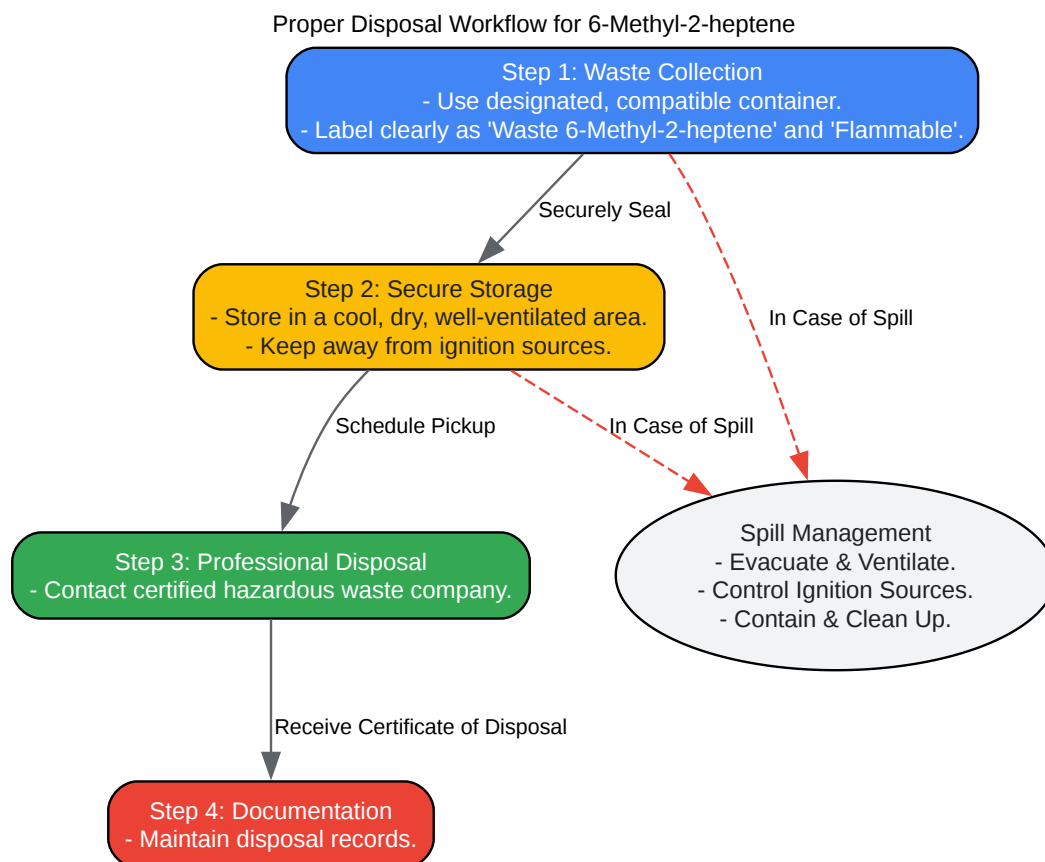 Proper Disposal Workflow for 6-Methyl-2-heptene
Step 1: Waste Collection
- Use designated, compatible container.
- Label clearly as 'Waste 6-Methyl-2-heptene' and 'Flammable'.
Securely Seal
Step 2: Secure Storage
- Store in a cool, dry, well-ventilated area.
- Keep away from ignition sources.
In Case of Spill
Schedule Pickup
In Case of Spill
Step 3: Professional Disposal
- Contact certified hazardous waste company.
Spill Management
- Evacuate & Ventilate.
- Control Ignition Sources.
- Contain & Clean Up.
Receive Certificate of Disposal
Step 4: Documentation
- Maintain disposal records.